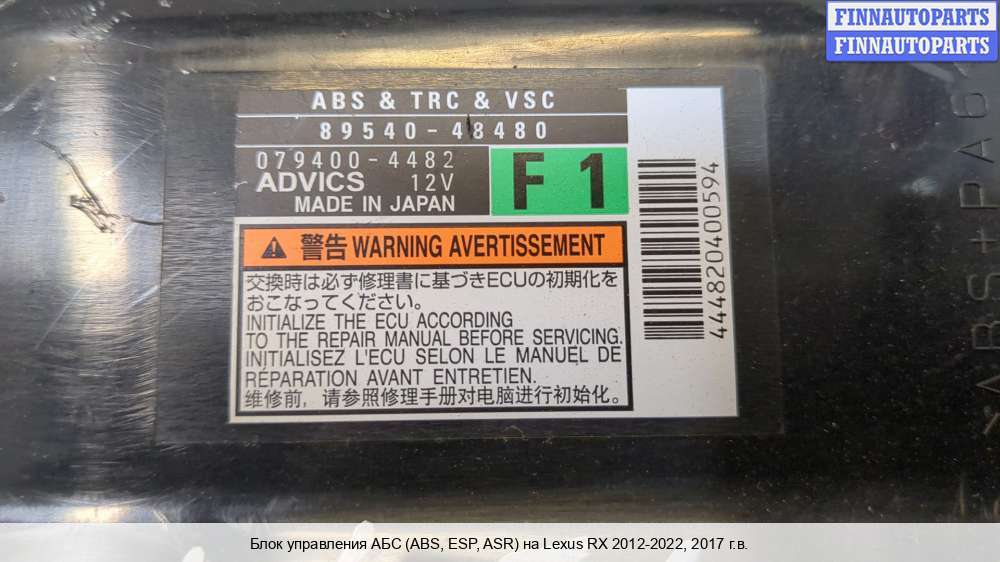 FINNAUTOPARTS
FINNAUTOPARTS
ABS & TRC & VSC
89540-48480
079400-4482
ADVICS 12V
MADE IN JAPAN
F 1
444820400594
警告 WARNING AVERTISSEMENT
交換時は必ず修理書に基づきECUの初期化を
おこなってください。
INITIALIZE THE ECU ACCORDING
TO THE REPAIR MANUAL BEFORE SERVICING.
INITIALISEZ L'ECU SELON LE MANUEL DE
RÉPARATION AVANT ENTRETIEN.
维修前，请参照修理手册对电脑进行初始化。
Блок управления АБС (ABS, ESP, ASR) на Lexus RX 2012-2022, 2017 г.в.